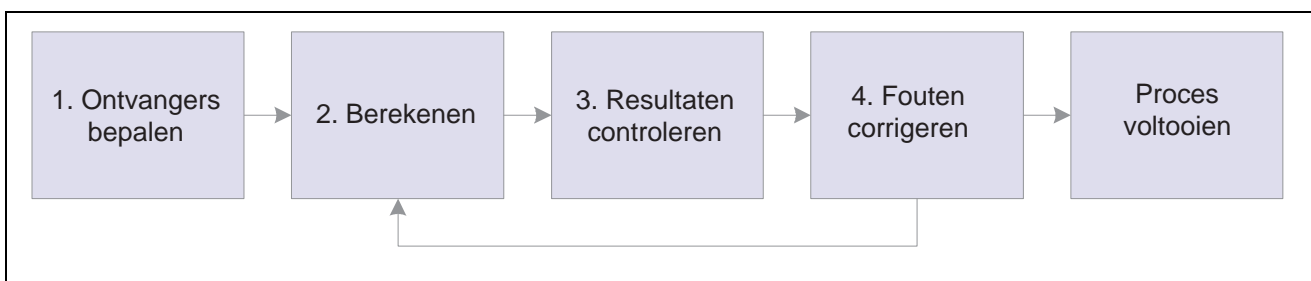 1. Ontvangers
bepalen
2. Berekenen
3. Resultaten
controleren
4. Fouten
corrigeren
Proces
voltooien